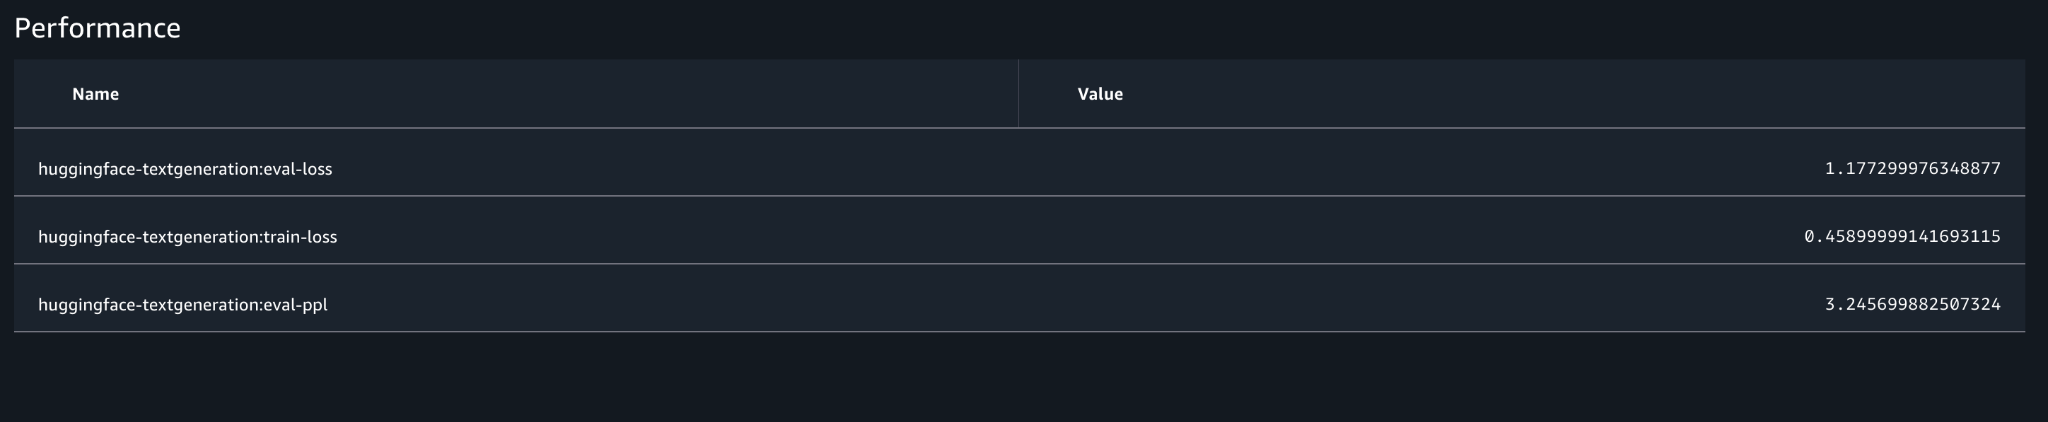 Performance
Name Value
huggingface-textgeneration:eval-loss 1.177299976348877
huggingface-textgeneration:train-loss 0.45899999141693115
huggingface-textgeneration:eval-ppl 3.245699882507324